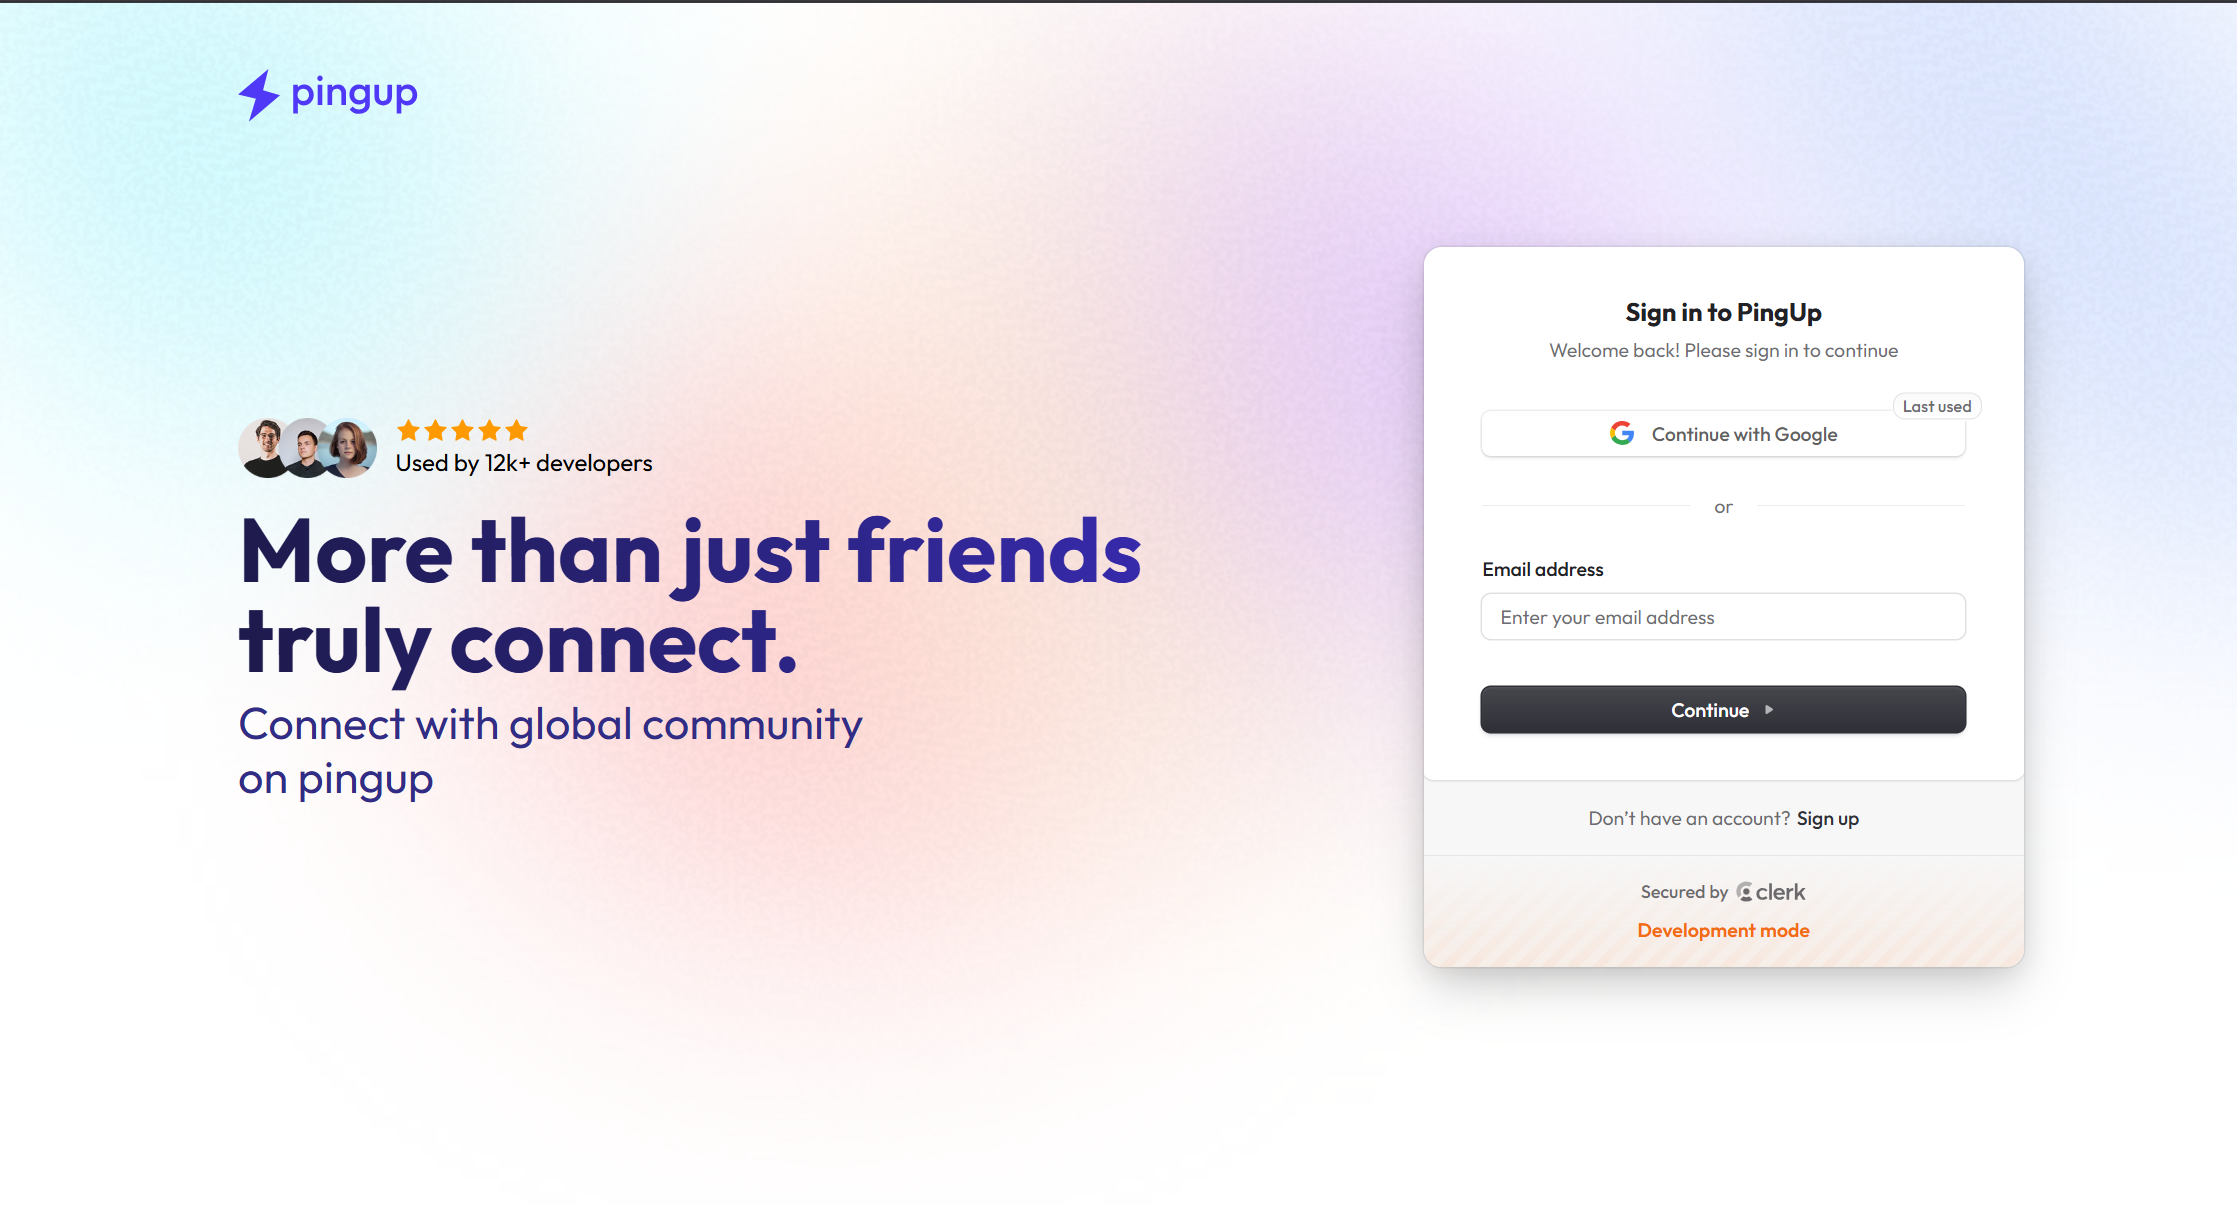 pingup
Used by 12k+ developers
More than just friends
truly connect.
Connect with global community
on pingup
Sign in to PingUp
Welcome back! Please sign in to continue
Last used
Continue with Google
or
Email address
Enter your email address
Continue
Don’t have an account? Sign up
Secured by clerk
Development mode